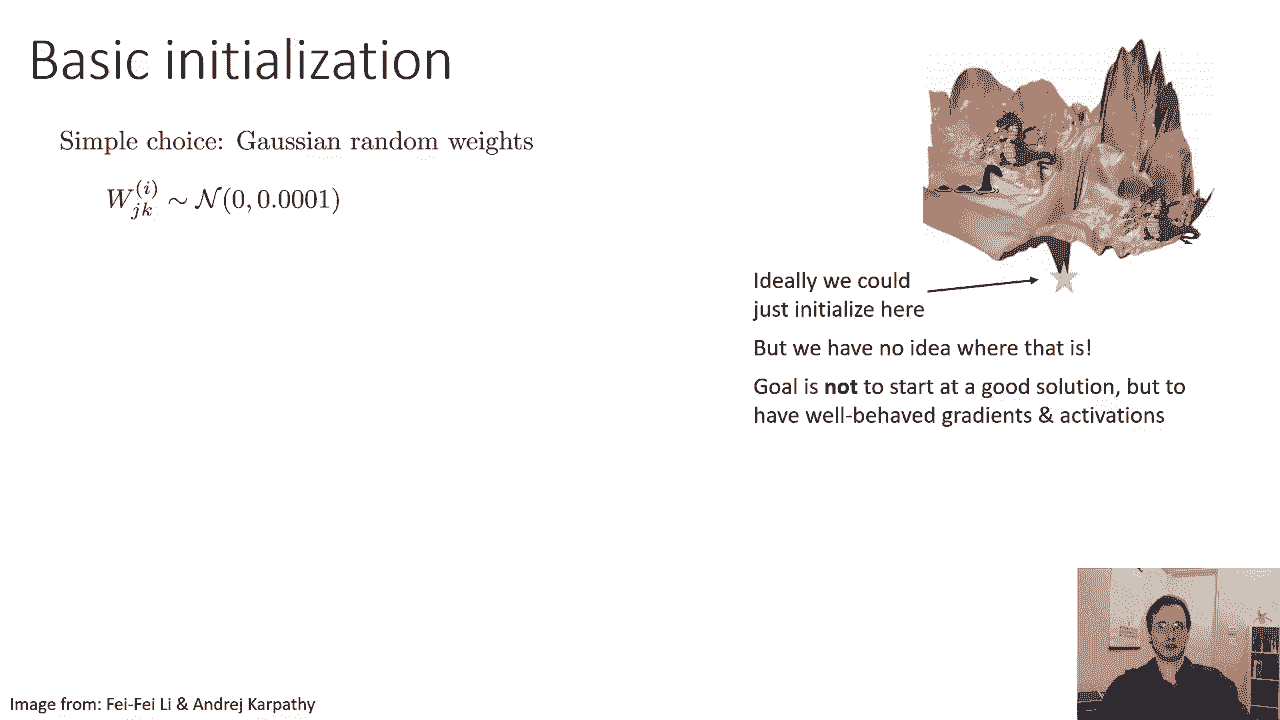 Basic initialization
Simple choice: Gaussian random weights
W_{jk}^{(i)} ∼ 𝒩(0, 0.0001)
Ideally we could
just initialize here
But we have no idea where that is!
Goal is not to start at a good solution, but to
have well-behaved gradients & activations
Image from: Fei-Fei Li & Andrej Karpathy